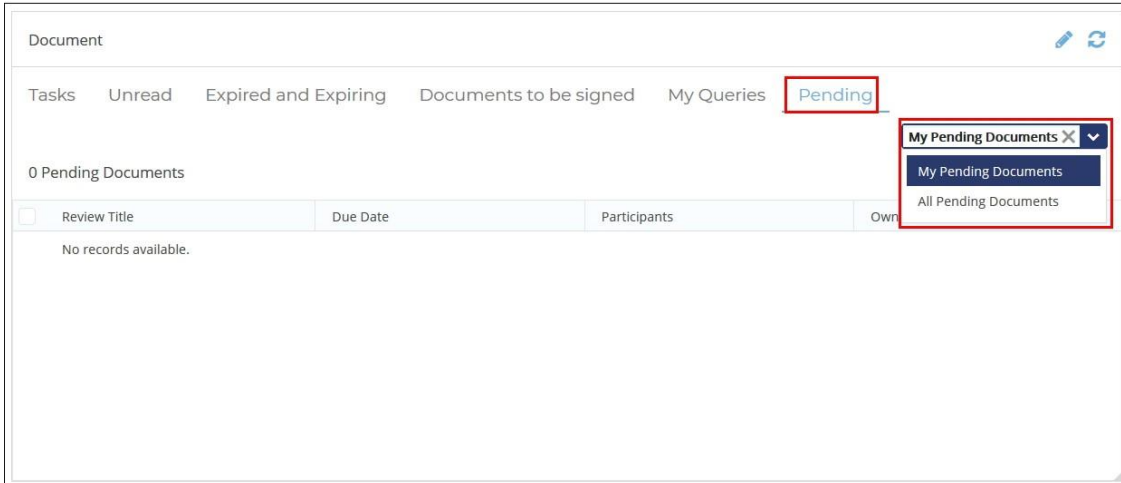 Document
Tasks Unread Expired and Expiring Documents to be signed My Queries Pending
My Pending Documents
0 Pending Documents
My Pending Documents
All Pending Documents
Review Title Due Date Participants Own
No records available.